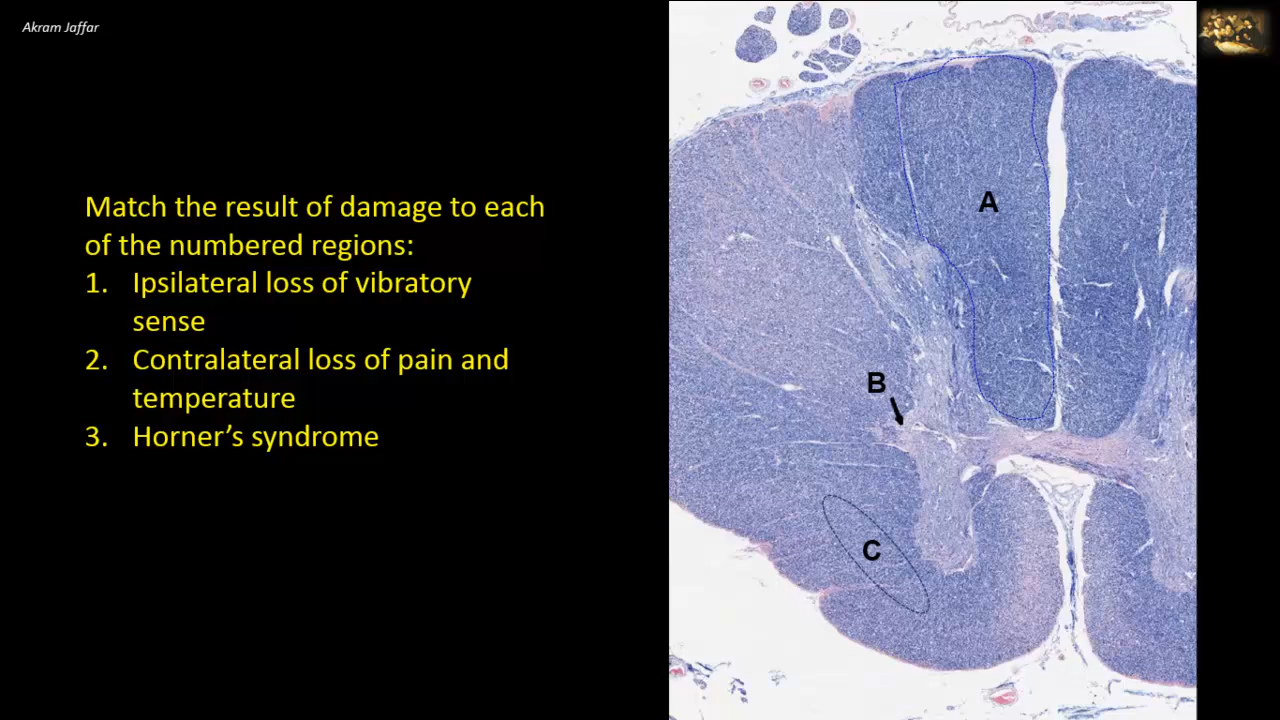 Akram Jaffar
Match the result of damage to each
of the numbered regions:
1. Ipsilateral loss of vibratory
sense
2. Contralateral loss of pain and
temperature
3. Horner’s syndrome
A
B
C